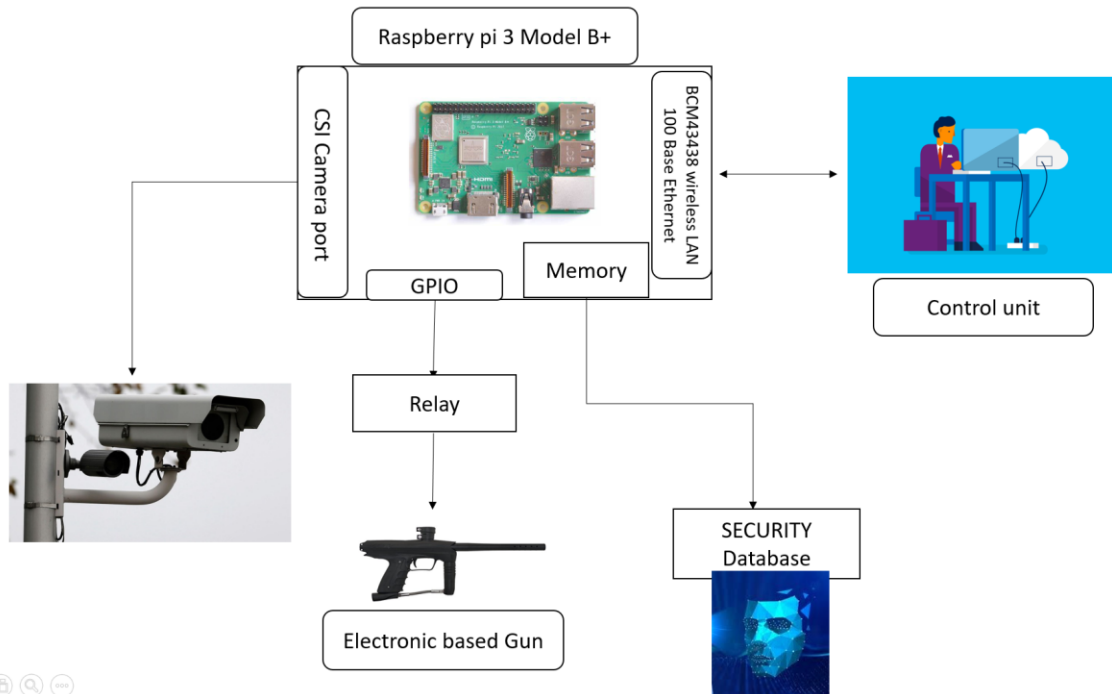 Raspberry pi 3 Model B+
CSI Camera port
BCM43438 wireless LAN
100 Base Ethernet
GPIO
Memory
Control unit
Relay
SECURITY
Database
Electronic based Gun